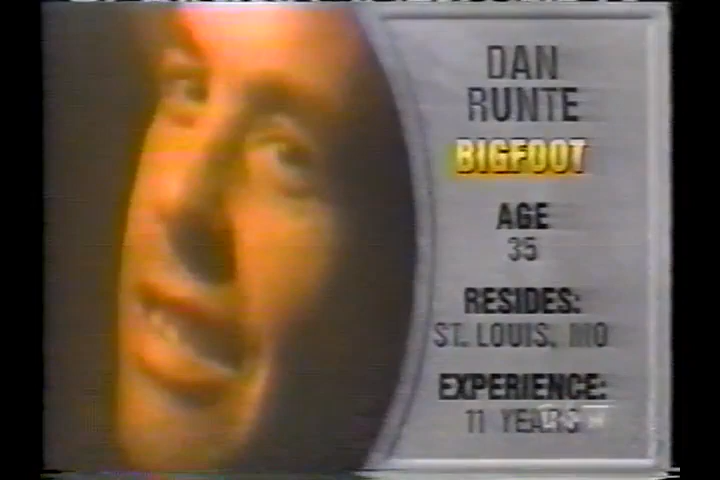 DAN
RUNTE
BIGFOOT
AGE
35
RESIDES:
ST. LOUIS, MO
EXPERIENCE:
11 YEARS